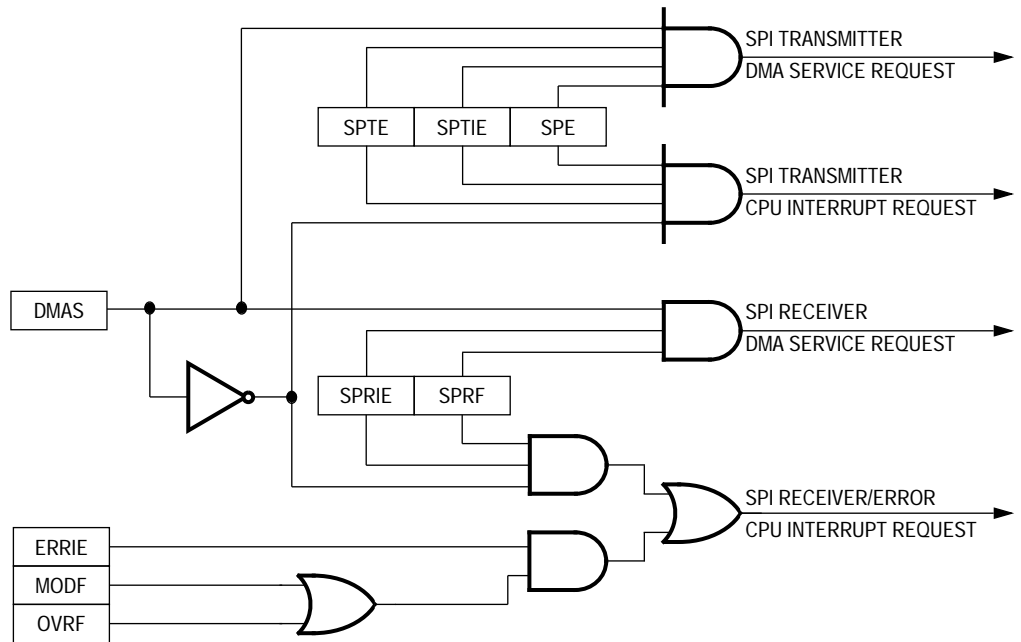 SPI TRANSMITTER
DMA SERVICE REQUEST
SPTE SPTIE SPE
SPI TRANSMITTER
CPU INTERRUPT REQUEST
DMAS
SPI RECEIVER
DMA SERVICE REQUEST
SPRIE SPRF
SPI RECEIVER/ERROR
CPU INTERRUPT REQUEST
ERRIE
MODF
OVRF